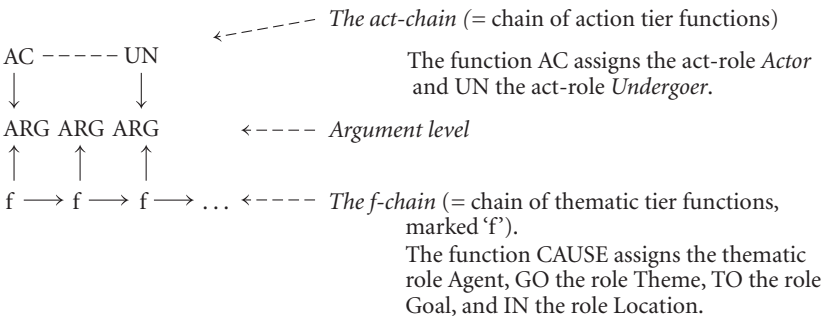 The act-chain (= chain of action tier functions)
AC – – – – – UN
The function AC assigns the act-role Actor
and UN the act-role Undergoer.
ARG ARG ARG
Argument level
f → f → f → ...
The f-chain (= chain of thematic tier functions,
marked ‘f’).
The function CAUSE assigns the thematic
role Agent, GO the role Theme, TO the role
Goal, and IN the role Location.